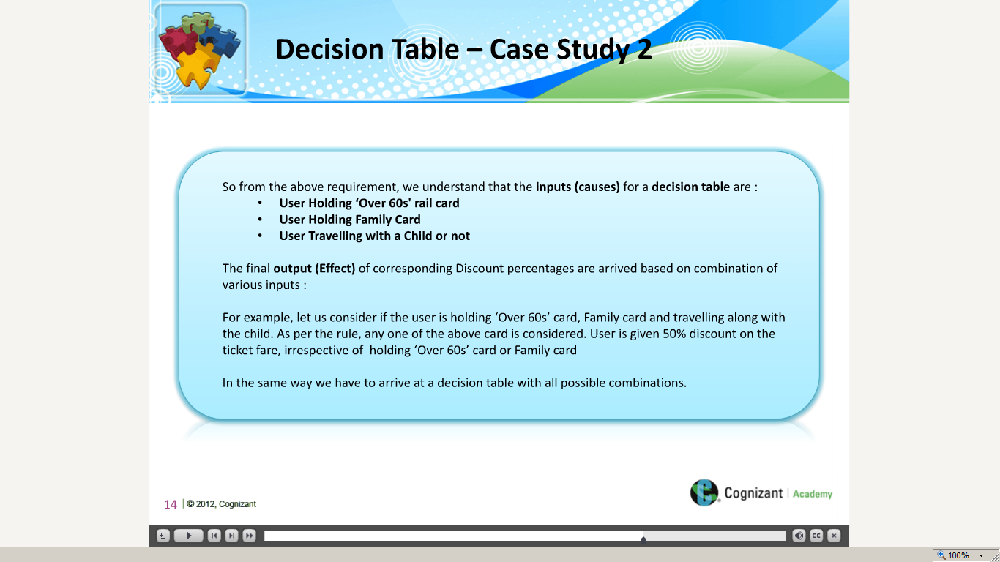 Decision Table – Case Study 2
So from the above requirement, we understand that the inputs (causes) for a decision table are :
• User Holding ‘Over 60s' rail card
• User Holding Family Card
• User Travelling with a Child or not
The final output (Effect) of corresponding Discount percentages are arrived based on combination of
various inputs :
For example, let us consider if the user is holding ‘Over 60s’ card, Family card and travelling along with
the child. As per the rule, any one of the above card is considered. User is given 50% discount on the
ticket fare, irrespective of  holding ‘Over 60s’ card or Family card
In the same way we have to arrive at a decision table with all possible combinations.
Cognizant | Academy
14 | © 2012, Cognizant
CC
100%